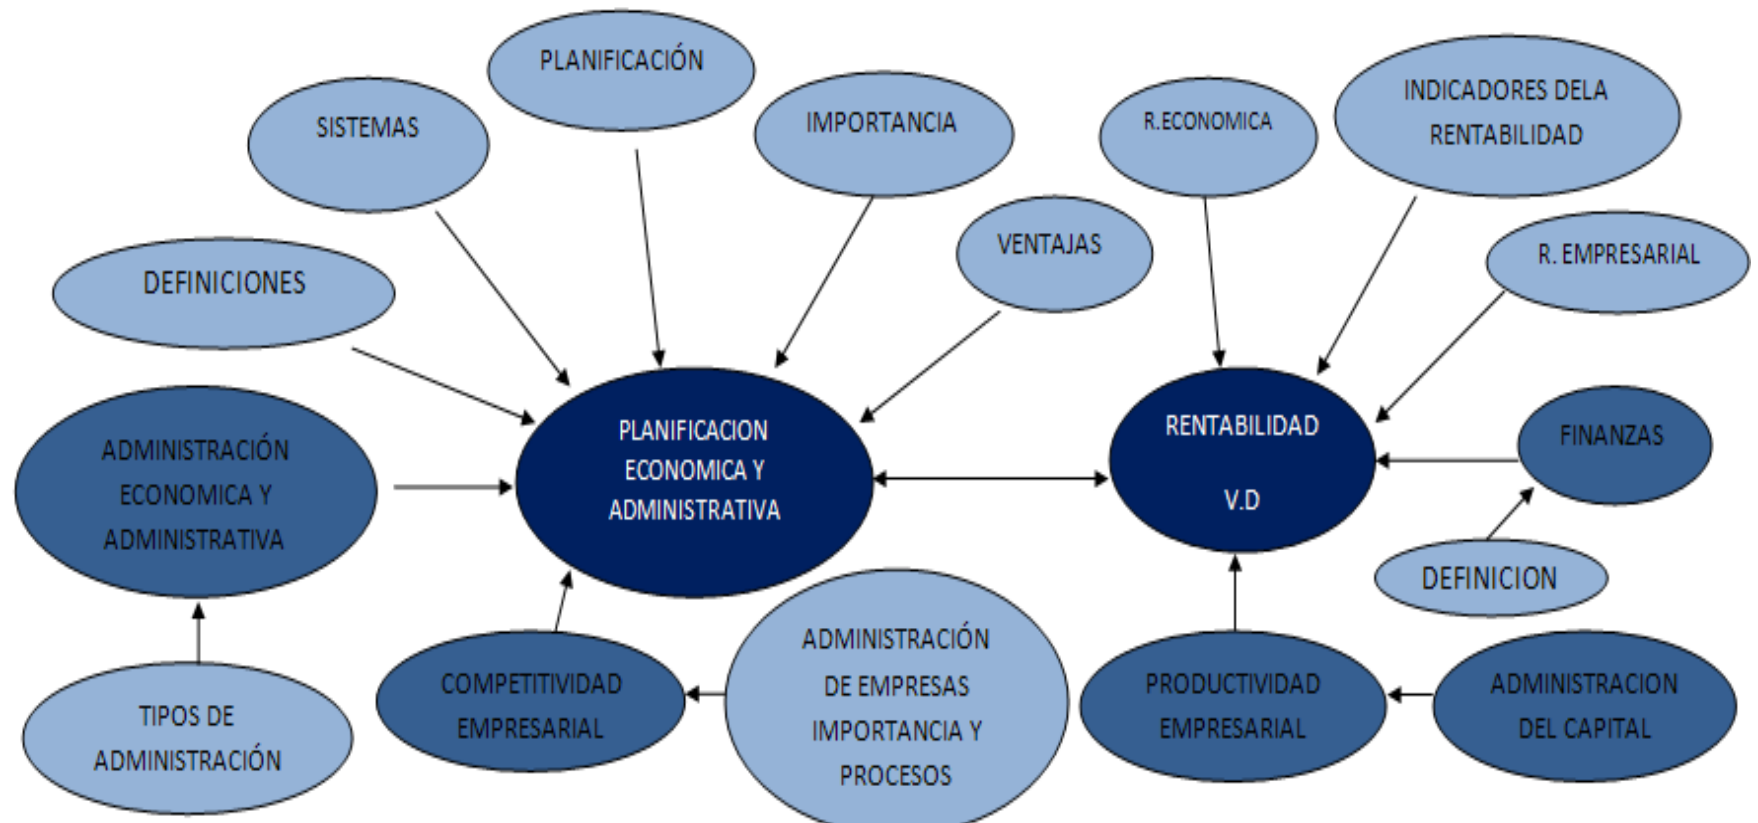 PLANIFICACIÓN
SISTEMAS
IMPORTANCIA
R.ECONOMICA
INDICADORES DELA
RENTABILIDAD
VENTAJAS
R. EMPRESARIAL
DEFINICIONES
ADMINISTRACIÓN
ECONOMICA Y
ADMINISTRATIVA
PLANIFICACION
ECONOMICA Y
ADMINISTRATIVA
RENTABILIDAD
V.D
FINANZAS
DEFINICION
TIPOS DE
ADMINISTRACIÓN
COMPETITIVIDAD
EMPRESARIAL
ADMINISTRACIÓN
DE EMPRESAS
IMPORTANCIA Y
PROCESOS
PRODUCTIVIDAD
EMPRESARIAL
ADMINISTRACION
DEL CAPITAL